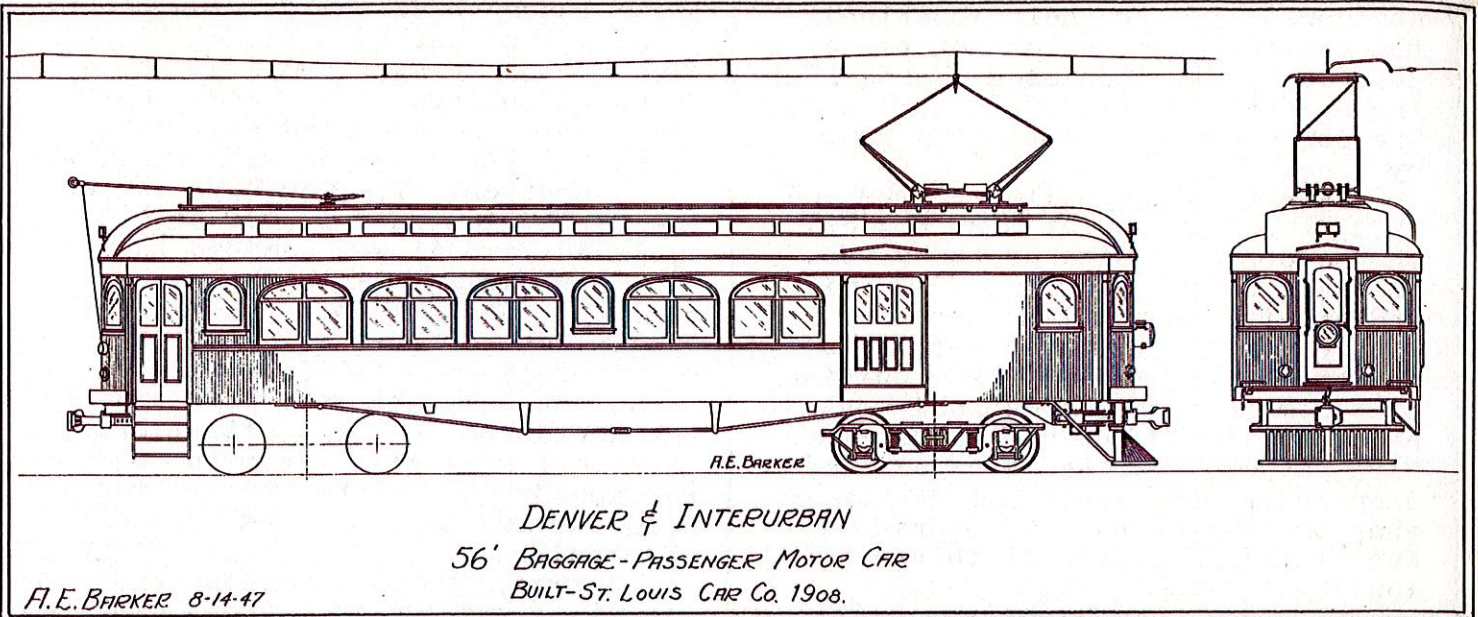 A.E. BARKER
DENVER & INTERURBAN
56' BAGGAGE-PASSENGER MOTOR CAR
BUILT-ST. LOUIS CAR CO. 1908.
A.E. BARKER 8-14-47